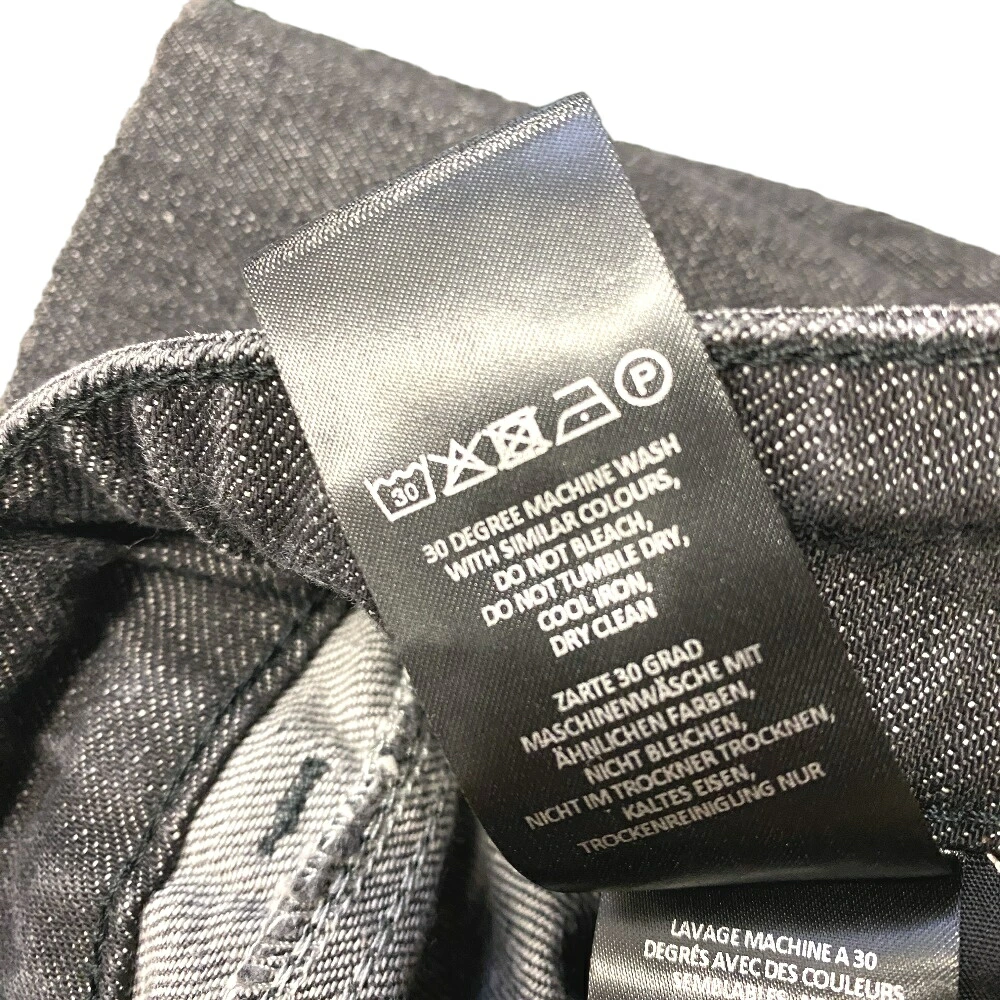 30
P
30 DEGREE MACHINE WASH
WITH SIMILAR COLOURS,
DO NOT BLEACH,
DO NOT TUMBLE DRY,
COOL IRON,
DRY CLEAN
ZARTE 30 GRAD
MASCHINENWÄSCHE MIT
ÄHNLICHEN FARBEN,
NICHT BLEICHEN,
NICHT IM TROCKNER TROCKNEN,
KALTES EISEN,
TROCKENREINIGUNG NUR
LAVAGE MACHINE A 30
DEGRÉS AVEC DES COULEURS
SEMBLABLES,